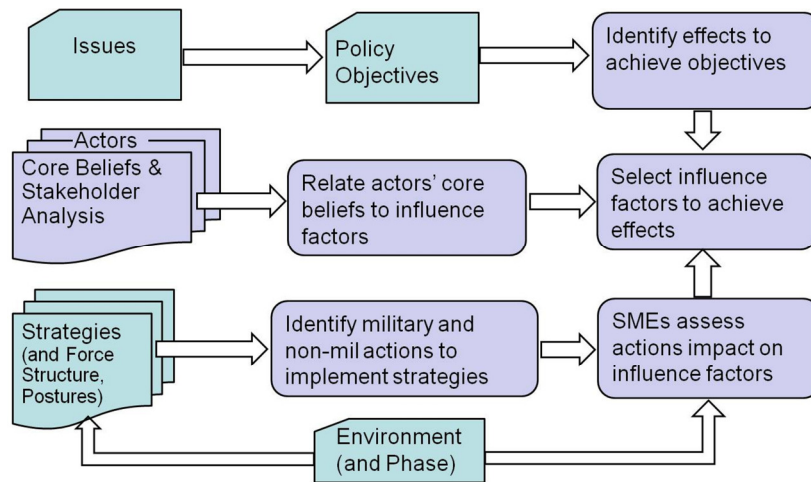 Issues
Policy
Objectives
Identify effects to
achieve objectives
Actors
Core Beliefs &
Stakeholder
Analysis
Relate actors' core
beliefs to influence
factors
Select influence
factors to achieve
effects
Strategies
(and Force
Structure,
Postures)
Identify military and
non-mil actions to
implement strategies
SMEs assess
actions impact on
influence factors
Environment
(and Phase)